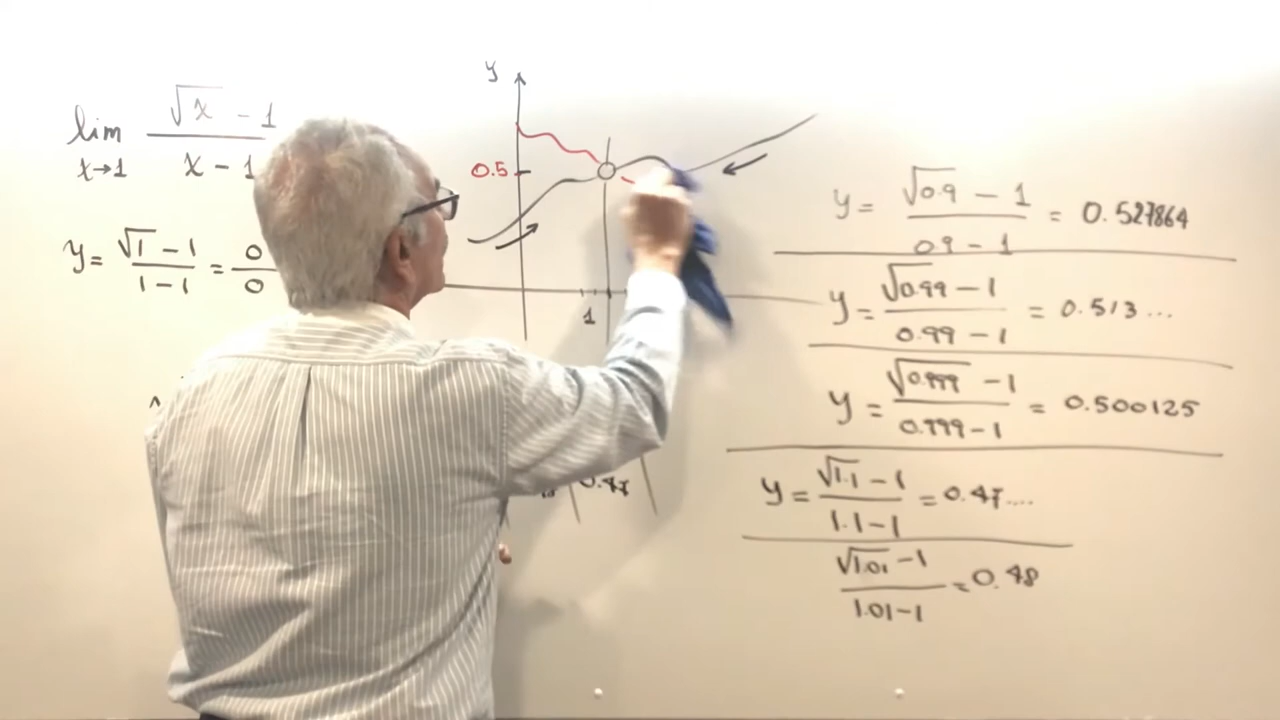 lim x→1 (√x - 1)/(x - 1)
y = (√1 - 1)/(1 - 1) = 0/0
y
0.5
1
0.47
y = (√0.9 - 1)/(0.9 - 1) = 0.527864
y = (√0.99 - 1)/(0.99 - 1) = 0.513...
y = (√0.999 - 1)/(0.999 - 1) = 0.500125
y = (√1.1 - 1)/(1.1 - 1) = 0.47....
(√1.01 - 1)/(1.01 - 1) = 0.48